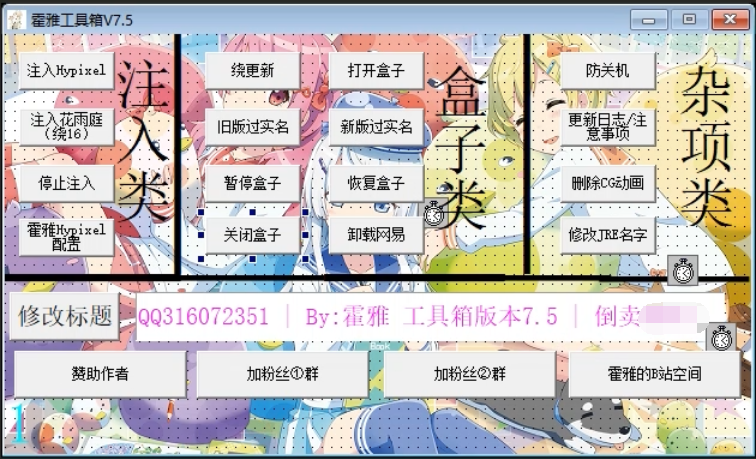 霍雅工具箱V7.5
注入Hypixel
注入花雨庭
(绕16)
停止注入
霍雅Hypixel
配置
注入类
绕更新
打开盒子
旧版过实名
新版过实名
暂停盒子
恢复盒子
关闭盒子
卸载网易
盒子类
防关机
更新日志/注
意事项
删除CG动画
修改JRE名字
杂项类
修改标题
QQ316072351 | By:霍雅 工具箱版本7.5 | 倒卖
Book
赞助作者
加粉丝①群
加粉丝②群
霍雅的B站空间
1